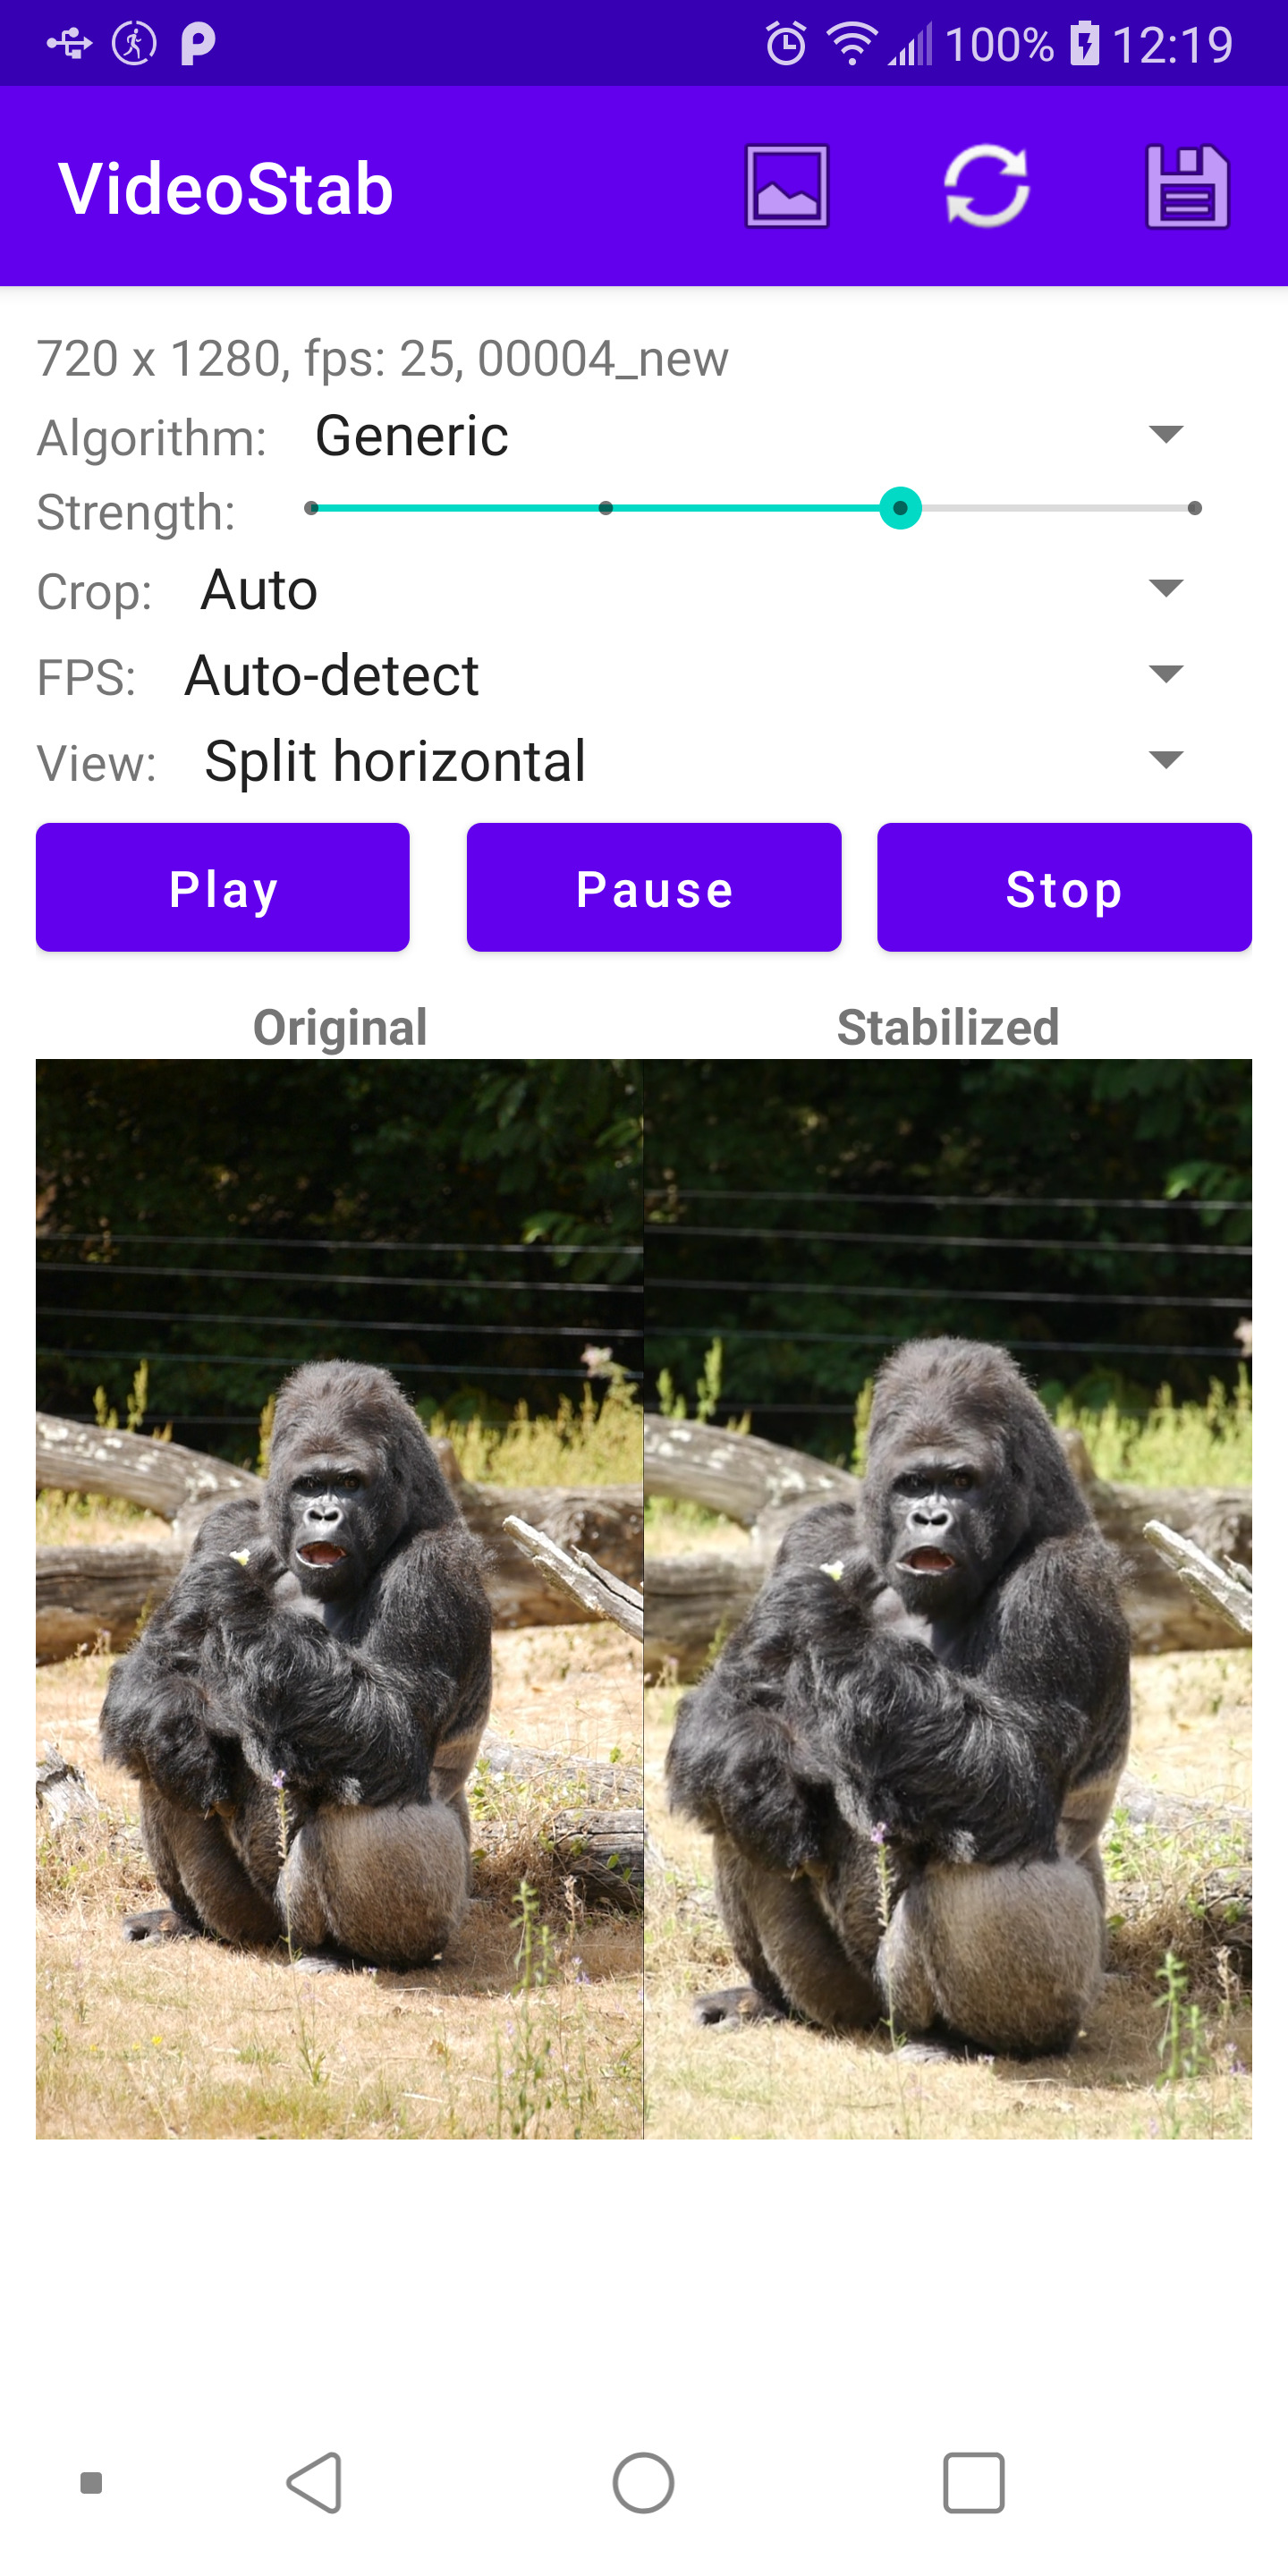 100% 12:19
VideoStab
720 x 1280, fps: 25, 00004_new
Algorithm: Generic
Strength:
Crop: Auto
FPS: Auto-detect
View: Split horizontal
Play Pause Stop
Original Stabilized